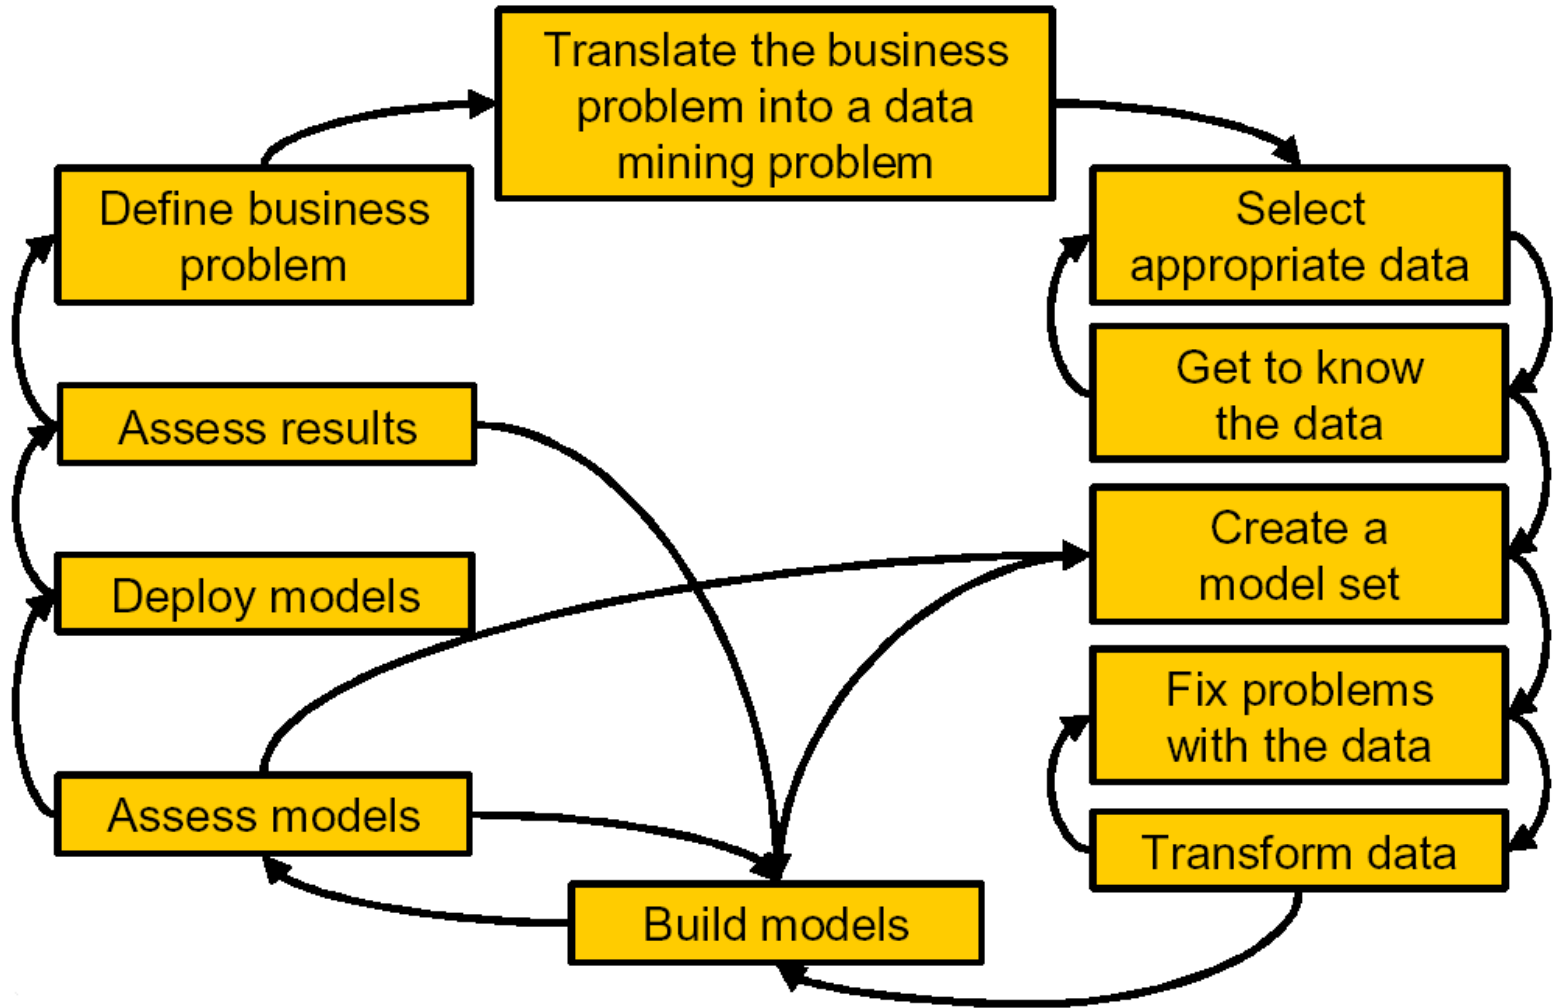 Translate the business
problem into a data
mining problem
Define business
problem
Select
appropriate data
Get to know
the data
Assess results
Create a
model set
Deploy models
Fix problems
with the data
Assess models
Transform data
Build models